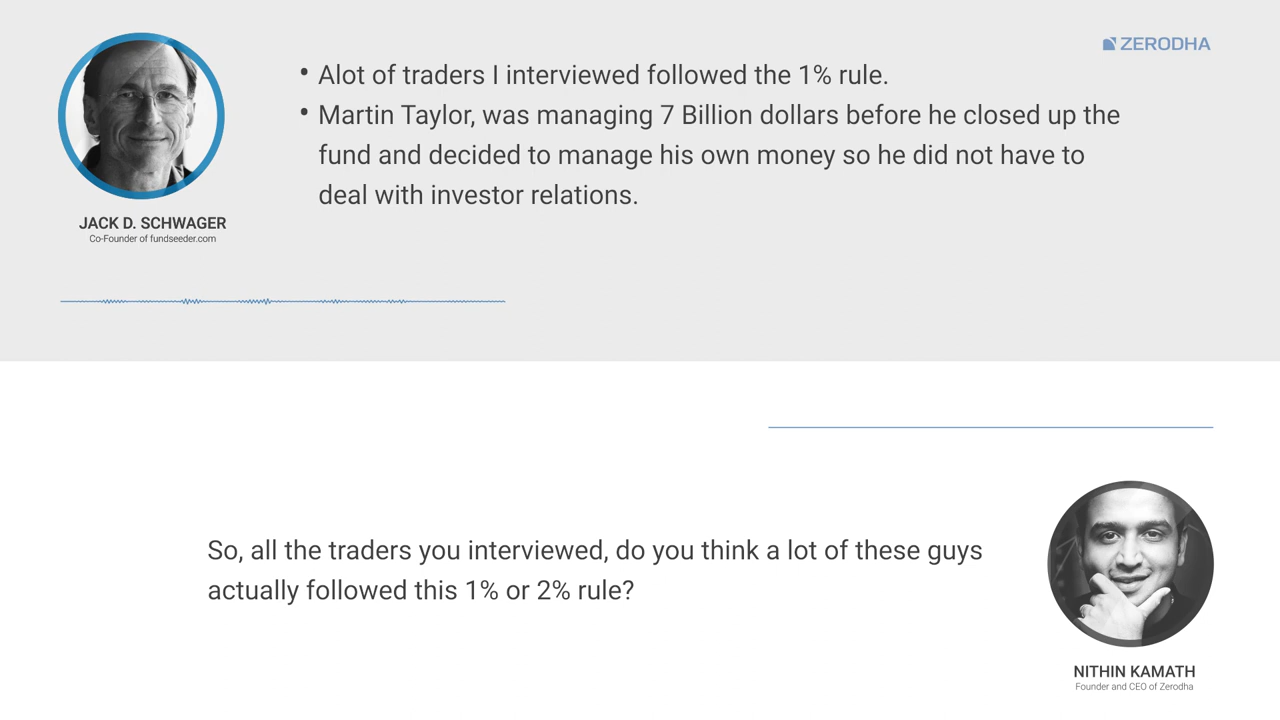 ZERODHA
• Alot of traders I interviewed followed the 1% rule.
• Martin Taylor, was managing 7 Billion dollars before he closed up the
fund and decided to manage his own money so he did not have to
deal with investor relations.
JACK D. SCHWAGER
Co-Founder of fundseeder.com
So, all the traders you interviewed, do you think a lot of these guys
actually followed this 1% or 2% rule?
NITHIN KAMATH
Founder and CEO of Zerodha